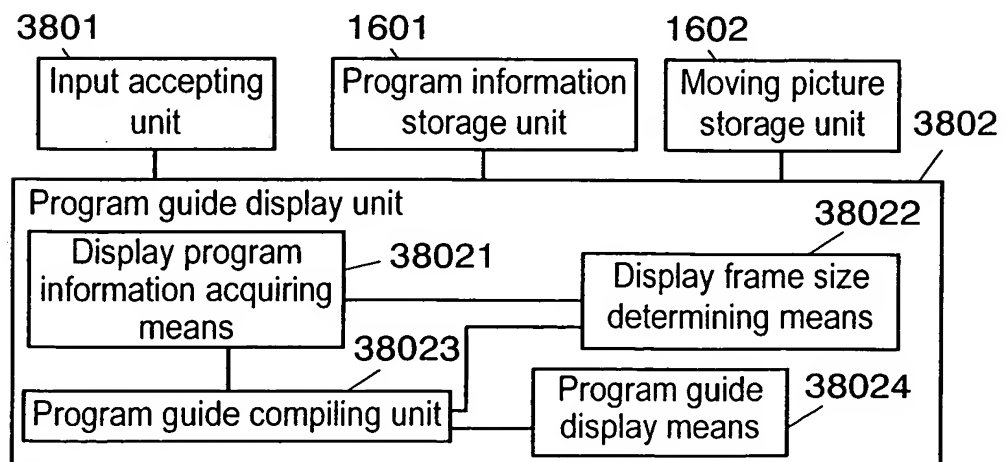 3801
1601
1602
Input accepting
unit
Program information
storage unit
Moving picture
storage unit
3802
Program guide display unit
38022
Display program
information acquiring
means
38021
Display frame size
determining means
38023
Program guide compiling unit
Program guide
display means
38024